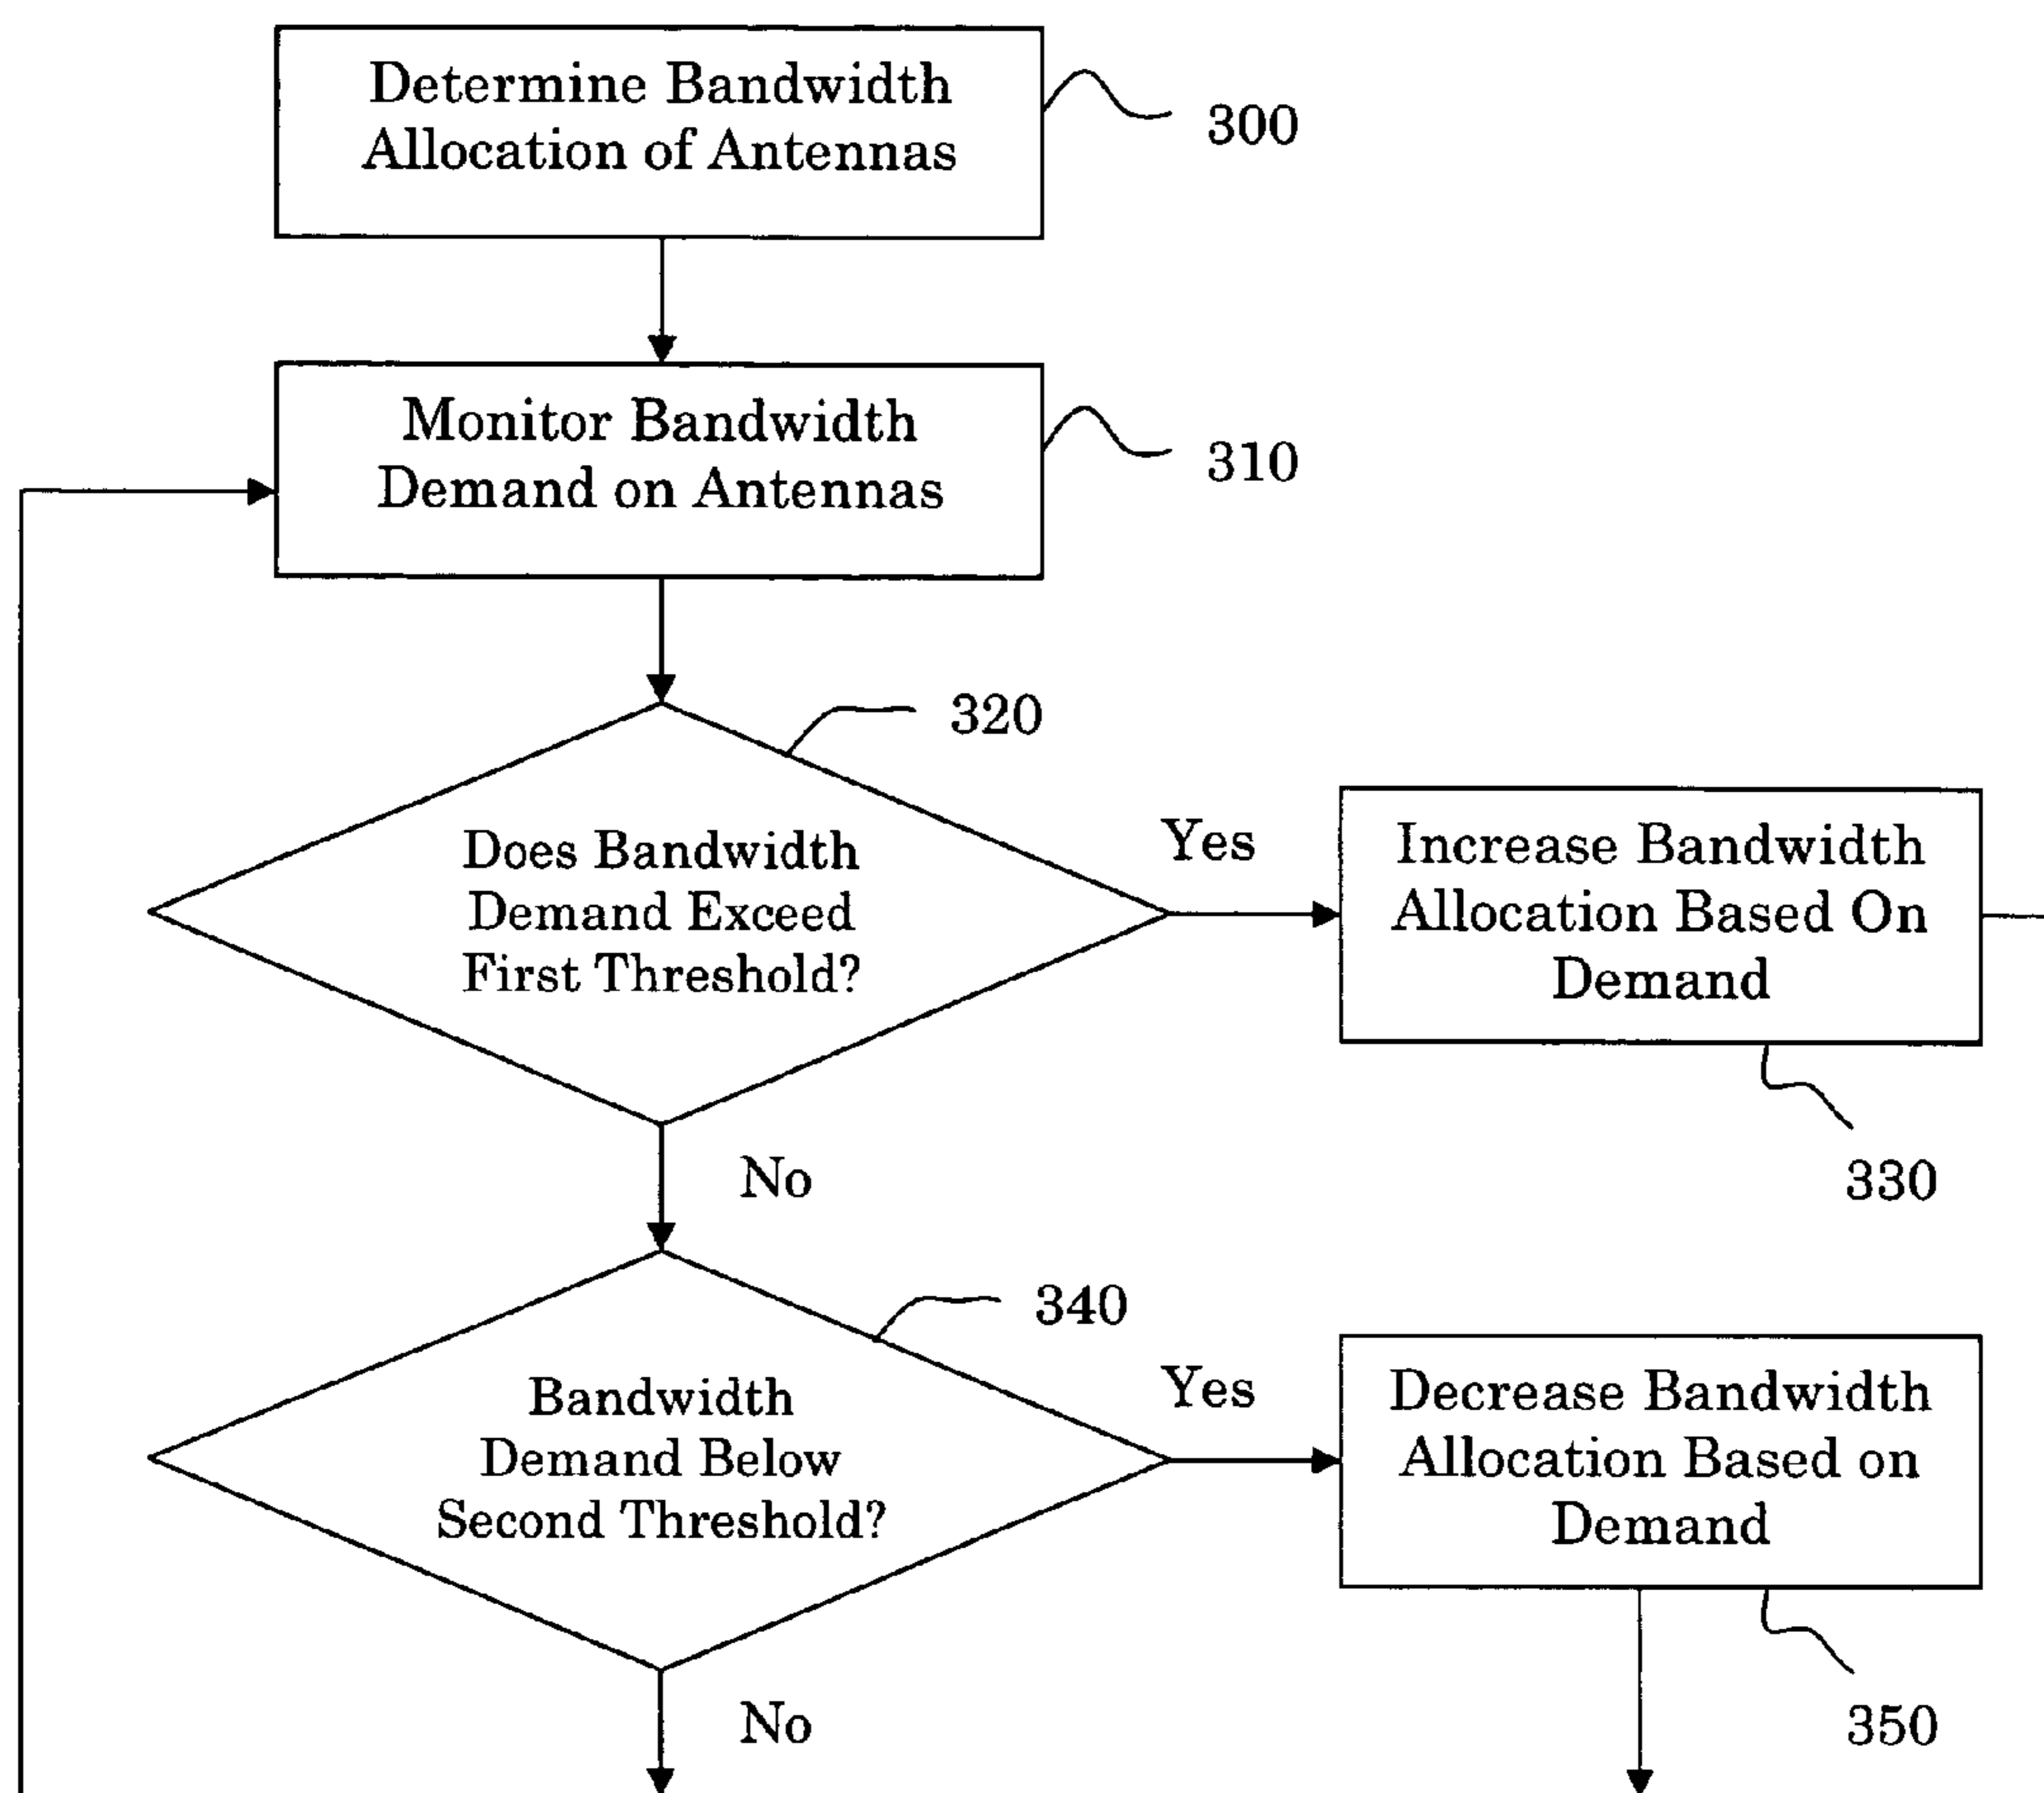 Determine Bandwidth
Allocation of Antennas
300
Monitor Bandwidth
Demand on Antennas
310
320
Does Bandwidth
Demand Exceed
First Threshold?
Yes
Increase Bandwidth
Allocation Based On
Demand
330
No
340
Bandwidth
Demand Below
Second Threshold?
Yes
Decrease Bandwidth
Allocation Based on
Demand
350
No